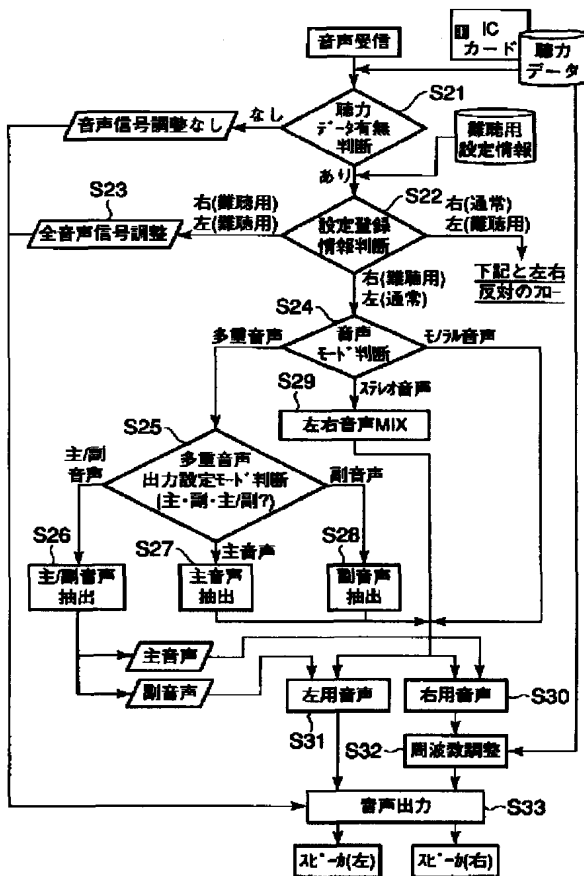 音声受信
IC
カード
聴力
データ
S21
聴力
データ有無
判断
なし
音声信号調整なし
難聴用
設定情報
あり
S22
S23
右(難聴用)
左(難聴用)
全音声信号調整
設定登録
情報判断
右(通常)
左(難聴用)
下記と左右
反対のフロー
右(難聴用)
左(通常)
S24
多重音声
音声
モード判断
モノラル音声
ステレオ音声
S29
左右音声MIX
S25
多重音声
出力設定モード判断
(主・副・主/副?)
主/副
音声
副音声
主音声
S26
主/副音声
抽出
S27
主音声
抽出
S28
副音声
抽出
主音声
副音声
左用音声
右用音声
S30
S31
S32
周波数調整
音声出力
S33
スピーカ(左)
スピーカ(右)